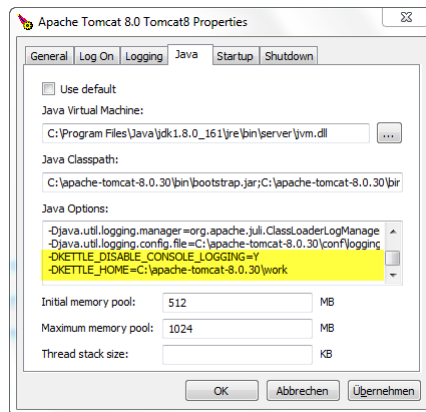 Apache Tomcat 8.0 Tomcat8 Properties
General Log On Logging Java Startup Shutdown
Use default
Java Virtual Machine:
C:\Program Files\Java\jdk1.8.0_161\jre\bin\server\jvm.dll ...
Java Classpath:
C:\apache-tomcat-8.0.30\bin\bootstrap.jar;C:\apache-tomcat-8.0.30\bir
Java Options:
-Djava.util.logging.manager=org.apache.juli.ClassLoaderLogManage
-Djava.util.logging.config.file=C:\apache-tomcat-8.0.30\conf\logging
-DKETTLE_DISABLE_CONSOLE_LOGGING=Y
-DKETTLE_HOME=C:\apache-tomcat-8.0.30\work
Initial memory pool: 512 MB
Maximum memory pool: 1024 MB
Thread stack size: KB
OK Abbrechen Übernehmen